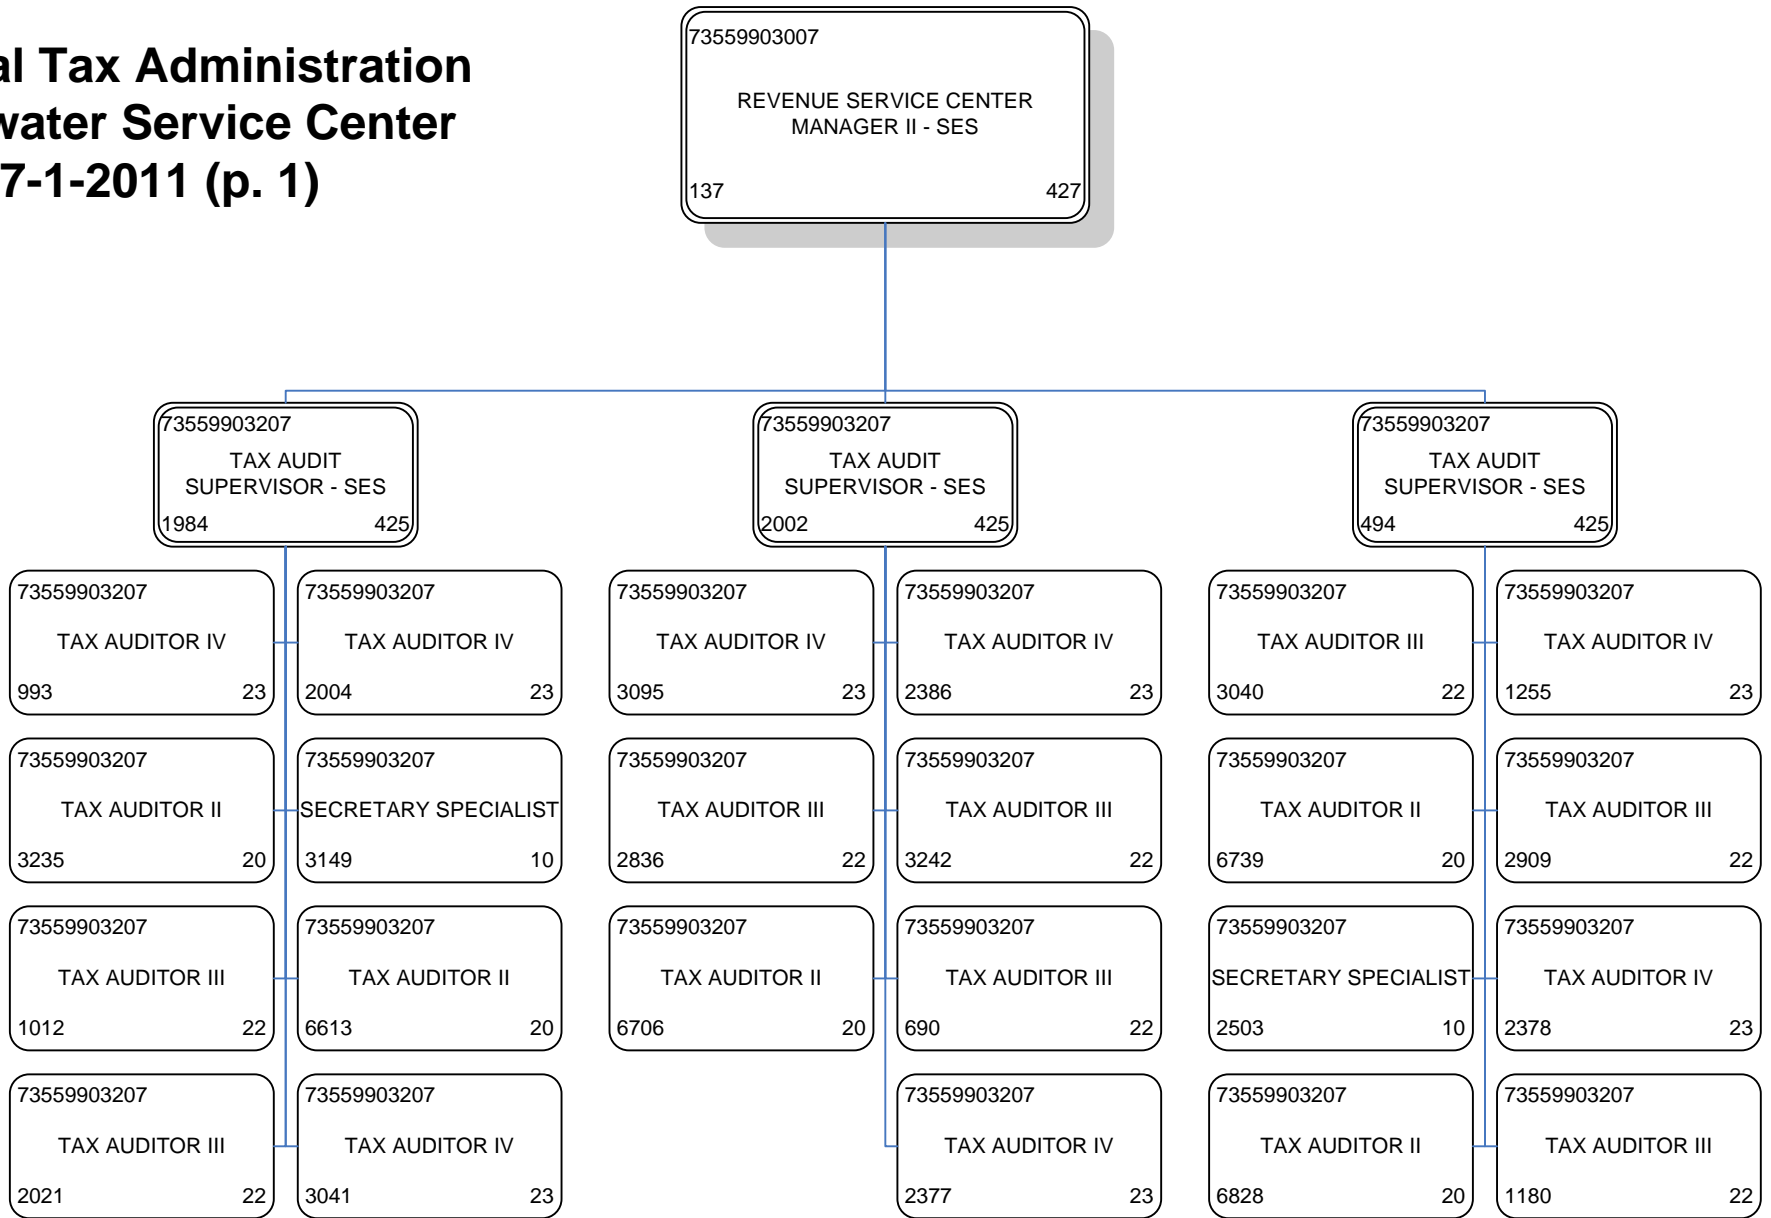 al Tax Administration
water Service Center
7-1-2011 (p. 1)
73559903007
REVENUE SERVICE CENTER
MANAGER II - SES
137 427
73559903207
TAX AUDIT
SUPERVISOR - SES
1984 425
73559903207
TAX AUDIT
SUPERVISOR - SES
2002 425
73559903207
TAX AUDIT
SUPERVISOR - SES
494 425
73559903207
TAX AUDITOR IV
993 23
73559903207
TAX AUDITOR IV
2004 23
73559903207
TAX AUDITOR IV
3095 23
73559903207
TAX AUDITOR IV
2386 23
73559903207
TAX AUDITOR III
3040 22
73559903207
TAX AUDITOR IV
1255 23
73559903207
TAX AUDITOR II
3235 20
73559903207
SECRETARY SPECIALIST
3149 10
73559903207
TAX AUDITOR III
2836 22
73559903207
TAX AUDITOR III
3242 22
73559903207
TAX AUDITOR II
6739 20
73559903207
TAX AUDITOR III
2909 22
73559903207
TAX AUDITOR III
1012 22
73559903207
TAX AUDITOR II
6613 20
73559903207
TAX AUDITOR II
6706 20
73559903207
TAX AUDITOR III
690 22
73559903207
SECRETARY SPECIALIST
2503 10
73559903207
TAX AUDITOR IV
2378 23
73559903207
TAX AUDITOR III
2021 22
73559903207
TAX AUDITOR IV
3041 23
73559903207
TAX AUDITOR IV
2377 23
73559903207
TAX AUDITOR II
6828 20
73559903207
TAX AUDITOR III
1180 22